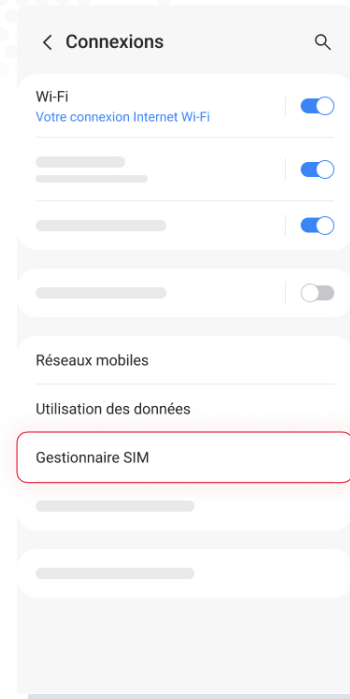 Connexions
Wi-Fi
Votre connexion Internet Wi-Fi
Réseaux mobiles
Utilisation des données
Gestionnaire SIM